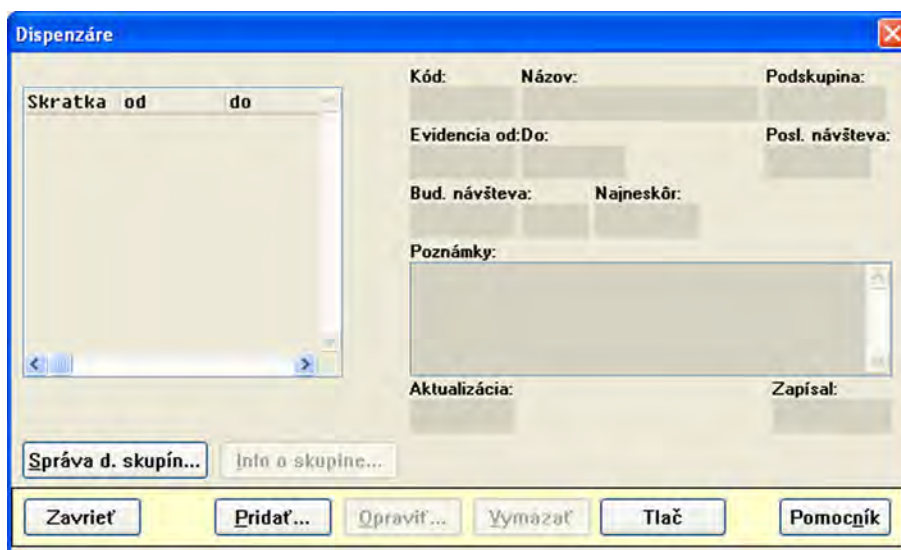 Dispenzáre
Kód: Názov: Podskupina:
Skratka od do
Evidencia od:Do: Posl. návšteva:
Bud. návšteva: Najneskôr:
Poznámky:
Aktualizácia: Zapísal:
Správa d. skupín... Info o skupine...
Zavrieť Pridať... Opraviť... Vymazať Tlač Pomocník